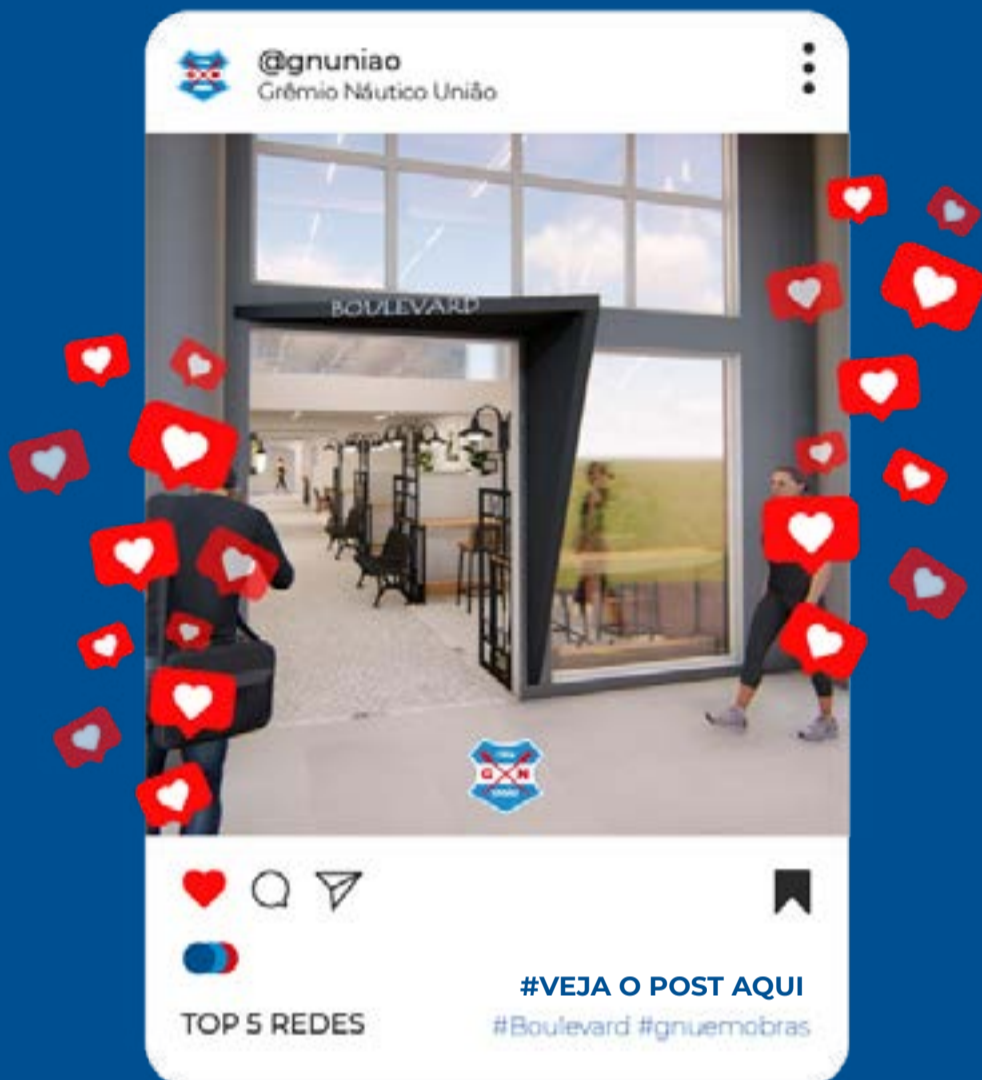 @gnuniao
Grêmio Náutico União
BOULEVARD
G N
TOP 5 REDES
#VEJA O POST AQUI
#Boulevard #gnuemobras